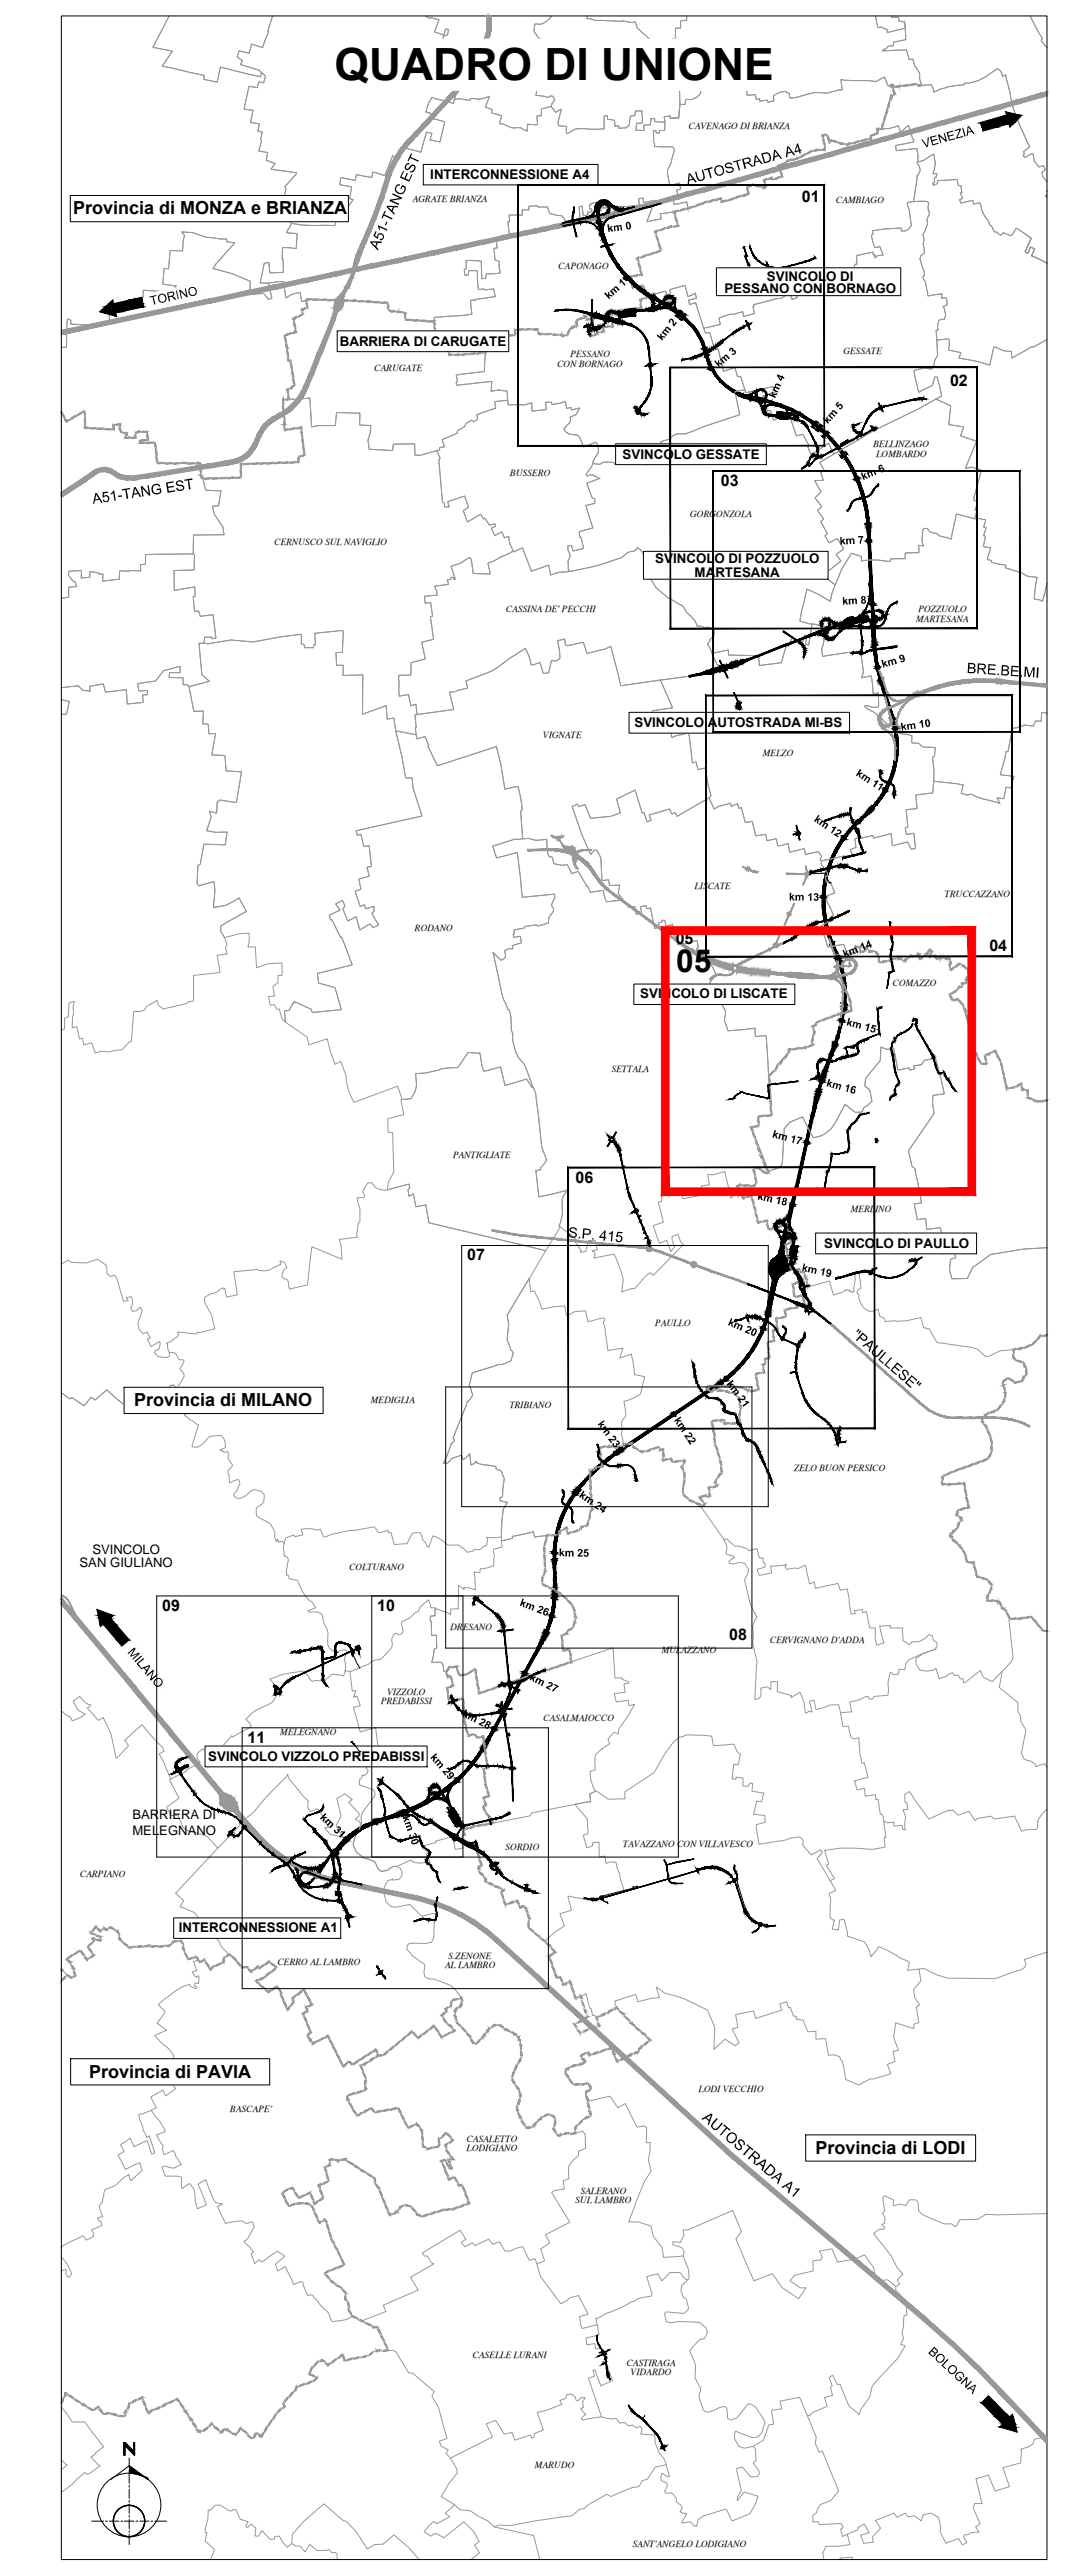 QUADRO DI UNIONE
CAVENAGO DI BRIANZA
VENEZIA
AUTOSTRADA A4
INTERCONNESSIONE A4
AGRATE BRIANZA
01
CAMBIAGO
Provincia di MONZA e BRIANZA
A51-TANG EST
km 0
CAPONAGO
SVINCOLO DI
PESSANO CON BORNAGO
TORINO
km 1
km 2
BARRIERA DI CARUGATE
CARUGATE
PESSANO
CON BORNAGO
km 3
GESSATE
02
km 4
km 5
SVINCOLO GESSATE
BELLINZAGO
LOMBARDO
BUSSERO
km 6
03
A51-TANG EST
GORGONZOLA
CERNUSCO SUL NAVIGLIO
km 7
SVINCOLO DI POZZUOLO
MARTESANA
km 8
CASSINA DE' PECCHI
POZZUOLO
MARTESANA
km 9
BRE.BE.MI
SVINCOLO AUTOSTRADA MI-BS
km 10
VIGNATE
MELZO
km 11
km 12
LISCATE
km 13
TRUCCAZZANO
RODANO
05
04
km 14
05
COMAZZO
SVINCOLO DI LISCATE
km 15
SETTALA
km 16
km 17
PANTIGLIATE
06
km 18
MERLINO
S.P. 415
SVINCOLO DI PAULLO
07
km 19
PAULLO
km 20
"PAULLESE"
Provincia di MILANO
MEDIGLIA
TRIBIANO
km 21
km 22
km 23
ZELO BUON PERSICO
km 24
SVINCOLO
SAN GIULIANO
COLTURANO
km 25
09
10
km 26
DRESANO
08
CERVIGNANO D'ADDA
MULAZZANO
MILANO
km 27
VIZZOLO
PREDABISSI
km 28
CASALMAIOCCO
MELEGNANO
11
SVINCOLO VIZZOLO PREDABISSI
km 29
BARRIERA DI
MELEGNANO
km 31
km 30
SORDIO
TAVAZZANO CON VILLAVESCO
CARPIANO
INTERCONNESSIONE A1
CERRO AL LAMBRO
S.ZENONE
AL LAMBRO
Provincia di PAVIA
LODI VECCHIO
BASCAPE'
AUTOSTRADA A1
CASALETTO
LODIGIANO
Provincia di LODI
SALERANO
SUL LAMBRO
CASELLE LURANI
CASTIRAGA
VIDARDO
BOLOGNA
N
MARUDO
SANT'ANGELO LODIGIANO